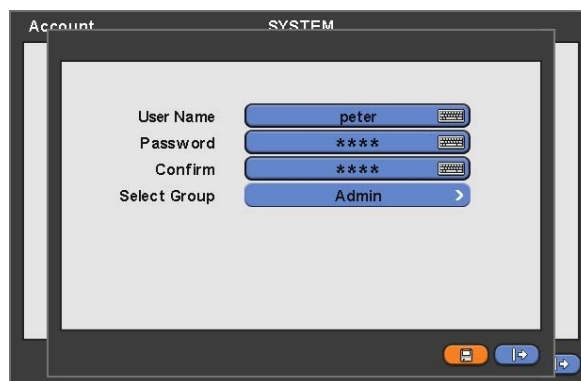 Account SYSTEM
User Name peter
Password ****
Confirm ****
Select Group Admin